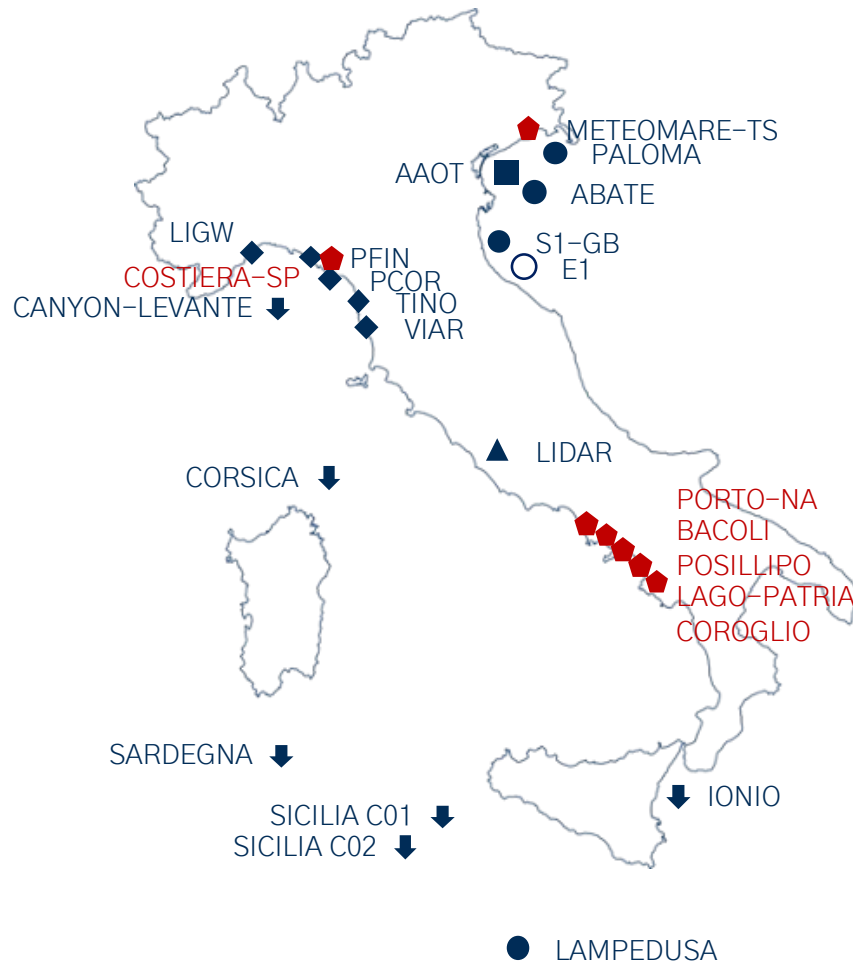 METEOMARE-TS
PALOMA
AAOT
ABATE
LIGW
S1-GB
PFIN
E1
COSTIERA-SP
PCOR
CANYON-LEVANTE
TINO
VIAR
LIDAR
CORSICA
PORTO-NA
BACOLI
POSILLIPO
LAGO-PATRIA
COROGLIO
SARDEGNA
IONIO
SICILIA C01
SICILIA C02
LAMPEDUSA